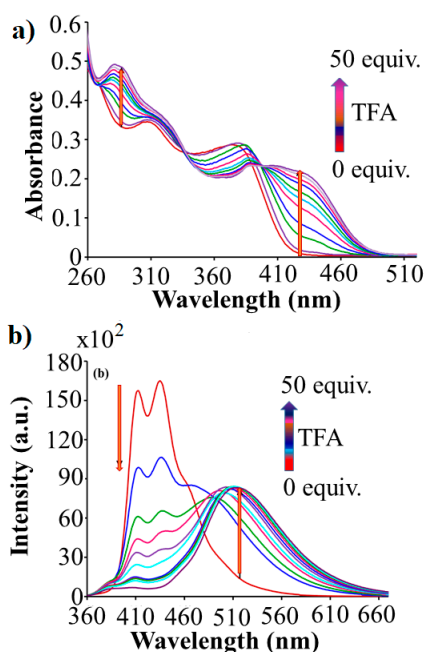 a)
0.6
0.5
0.4
0.3
0.2
0.1
0
Absorbance
50 equiv.
TFA
0 equiv.
260 310 360 410 460 510
Wavelength (nm)
b)
x10²
180
150
120
90
60
30
0
Intensity (a.u.)
(b)
50 equiv.
TFA
0 equiv.
360 410 460 510 560 610 660
Wavelength (nm)